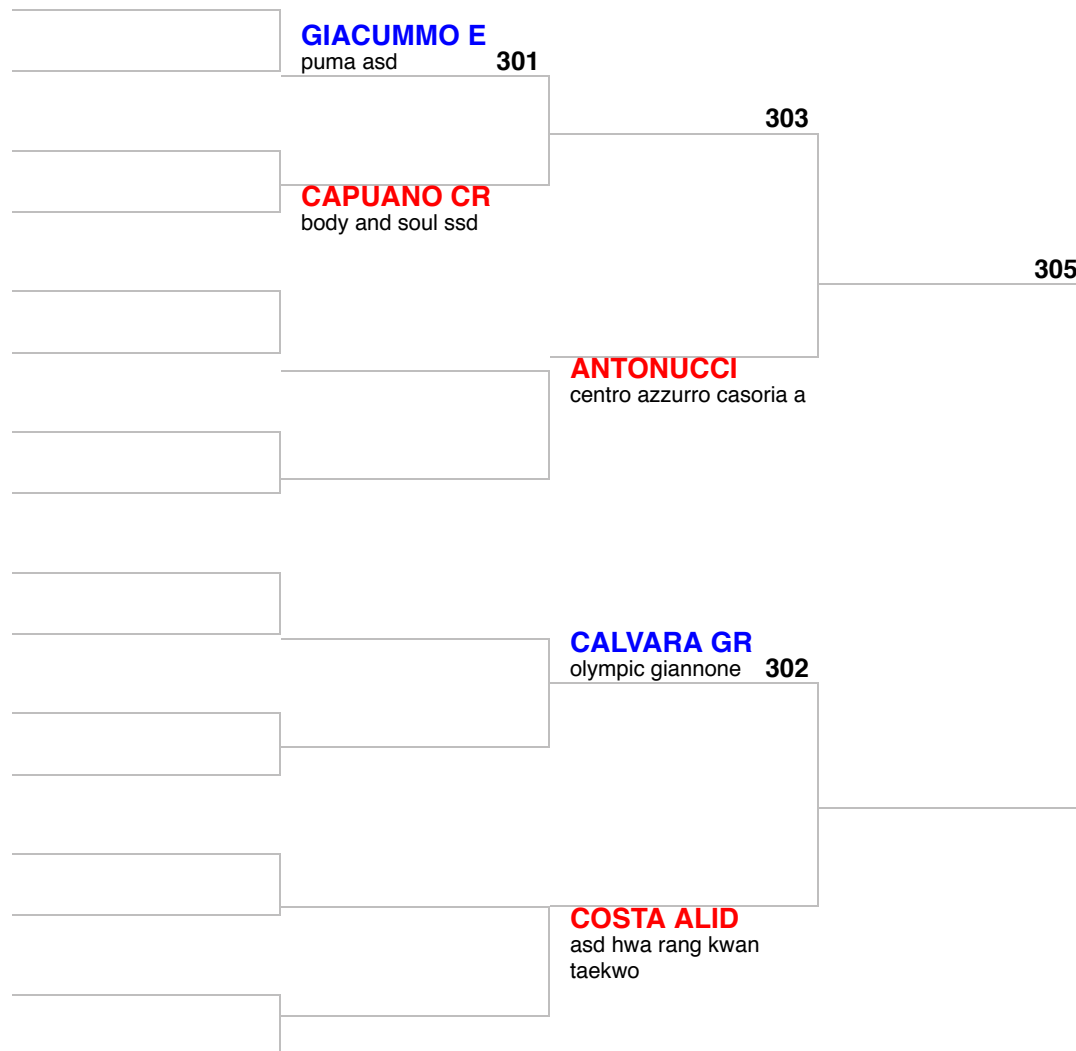 GIACUMMO E
puma asd 301
303
CAPUANO CR
body and soul ssd
305
ANTONUCCI
centro azzurro casoria a
CALVARA GR
olympic giannone 302
COSTA ALID
asd hwa rang kwan
taekwo